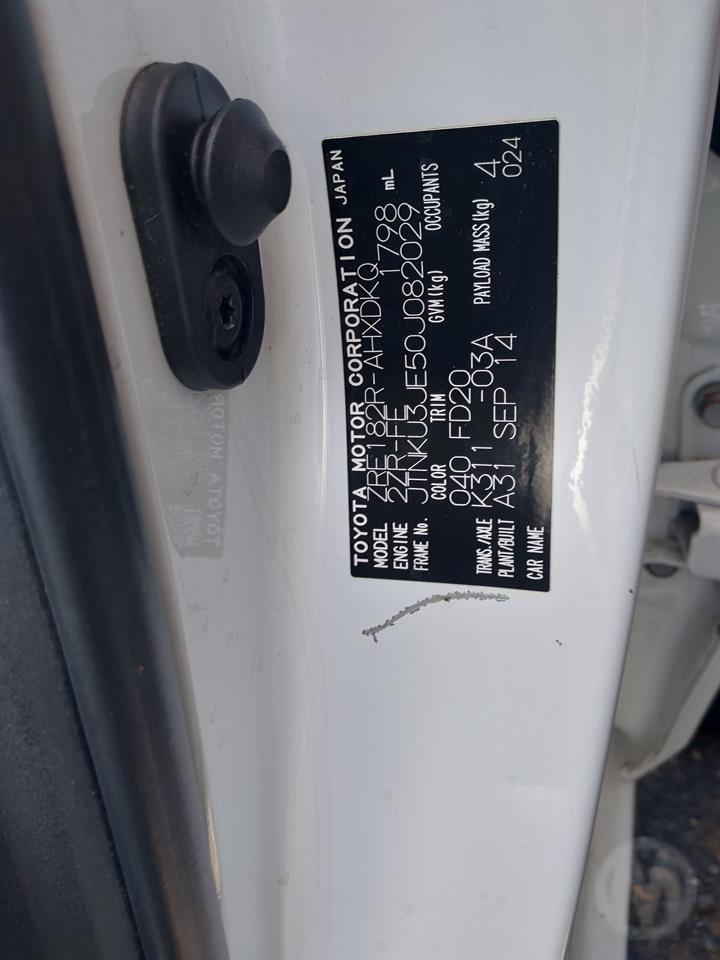 TOYOTA MOTOR CORPORATION JAPAN
MODEL ZRE182R-AHXDKQ
ENGINE 2ZR-FE 1798 mL
FRAME No. JTNKU3JE50J082029
COLOR TRIM GVM(kg) OCCUPANTS
040 FD20 4
TRANS./AXLE K311 -03A PAYLOAD MASS(kg) 024
PLANT/BUILT A31 SEP 14
CAR NAME